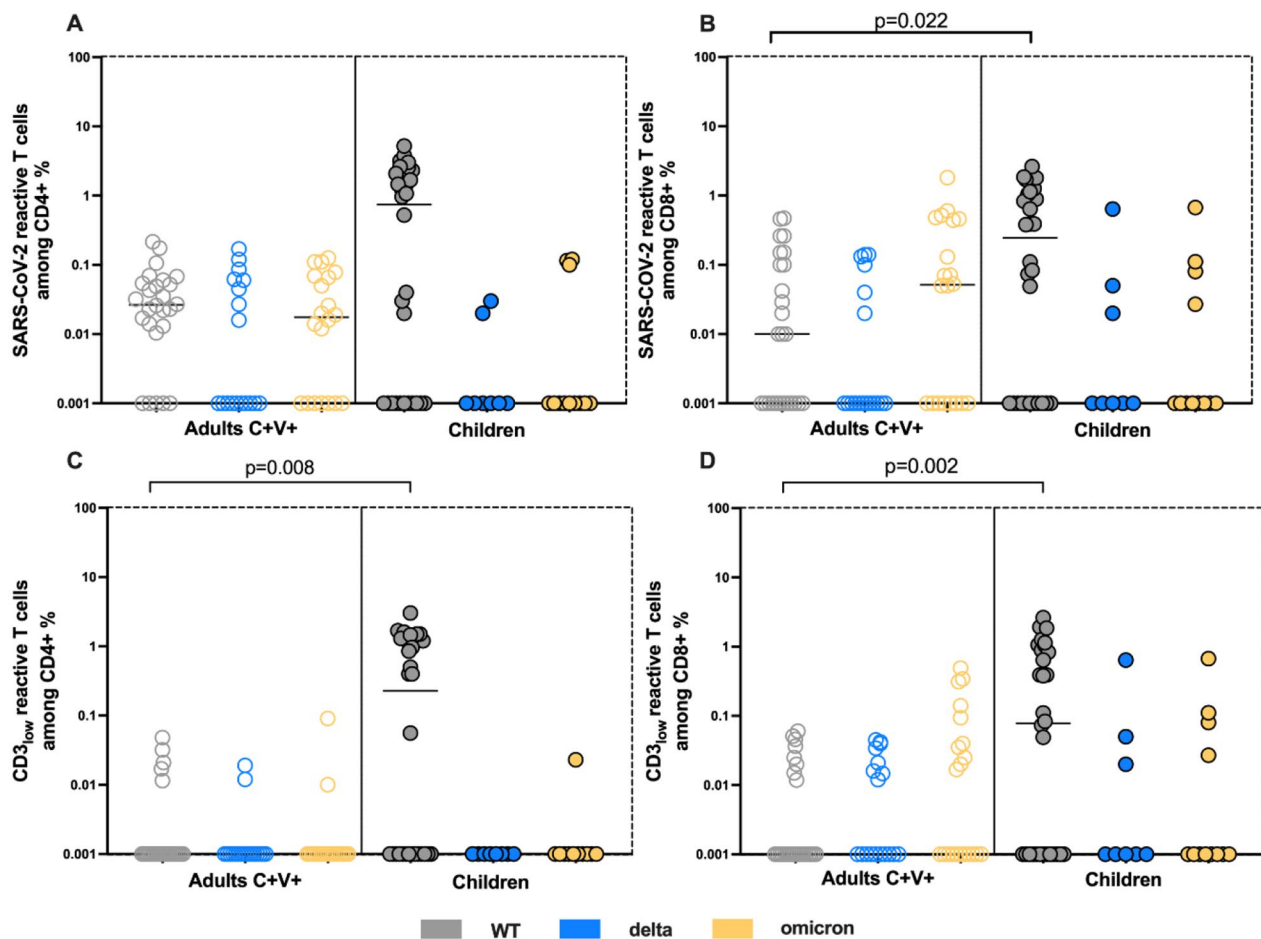 A
SARS-CoV-2 reactive T cells
among CD4+ %
100
10
1
0.1
0.01
0.001
Adults C+V+
Children
B
p=0.022
SARS-COV-2 reactive T cells
among CD8+ %
100
10
1
0.1
0.01
0.001
Adults C+V+
Children
C
p=0.008
CD3low reactive T cells
among CD4+ %
100
10
1
0.1
0.01
0.001
Adults C+V+
Children
D
p=0.002
CD3low reactive T cells
among CD8+ %
100
10
1
0.1
0.01
0.001
Adults C+V+
Children
WT
delta
omicron